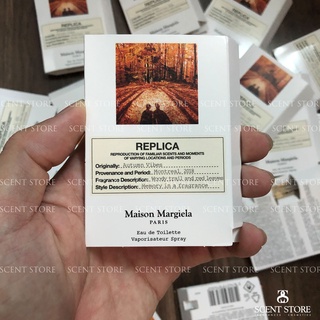 REPLICA
REPRODUCTION OF FAMILIAR SCENTS AND MOMENTS
OF VARYING LOCATIONS AND PERIODS
Originally: Autumn Vibes
Provenance and Period: Montreal, 2018
Fragrance Description: Woody trail and red leaves
Style Description: Memory in a fragrance
Maison Margiela
PARIS
Eau de Toilette
Vaporisateur Spray
SCENT STORE